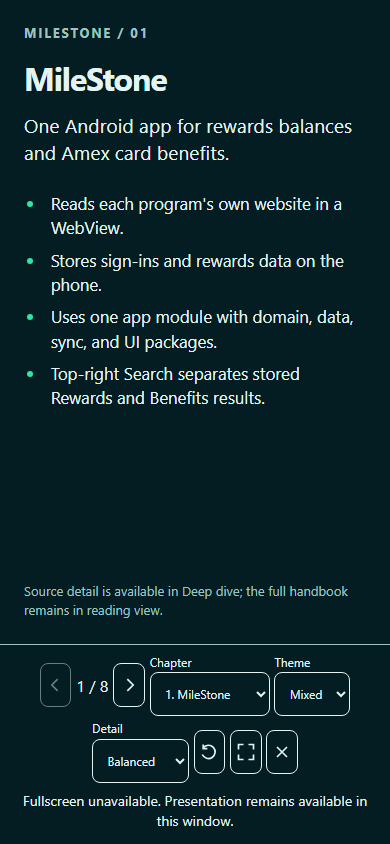 MILESTONE / 01
MileStone
One Android app for rewards balances
and Amex card benefits.
Reads each program's own website in a
WebView.
Stores sign-ins and rewards data on the
phone.
Uses one app module with domain, data,
sync, and UI packages.
Top-right Search separates stored
Rewards and Benefits results.
Source detail is available in Deep dive; the full handbook
remains in reading view.
1 / 8
Chapter
1. MileStone
Theme
Mixed
Detail
Balanced
Fullscreen unavailable. Presentation remains available in
this window.